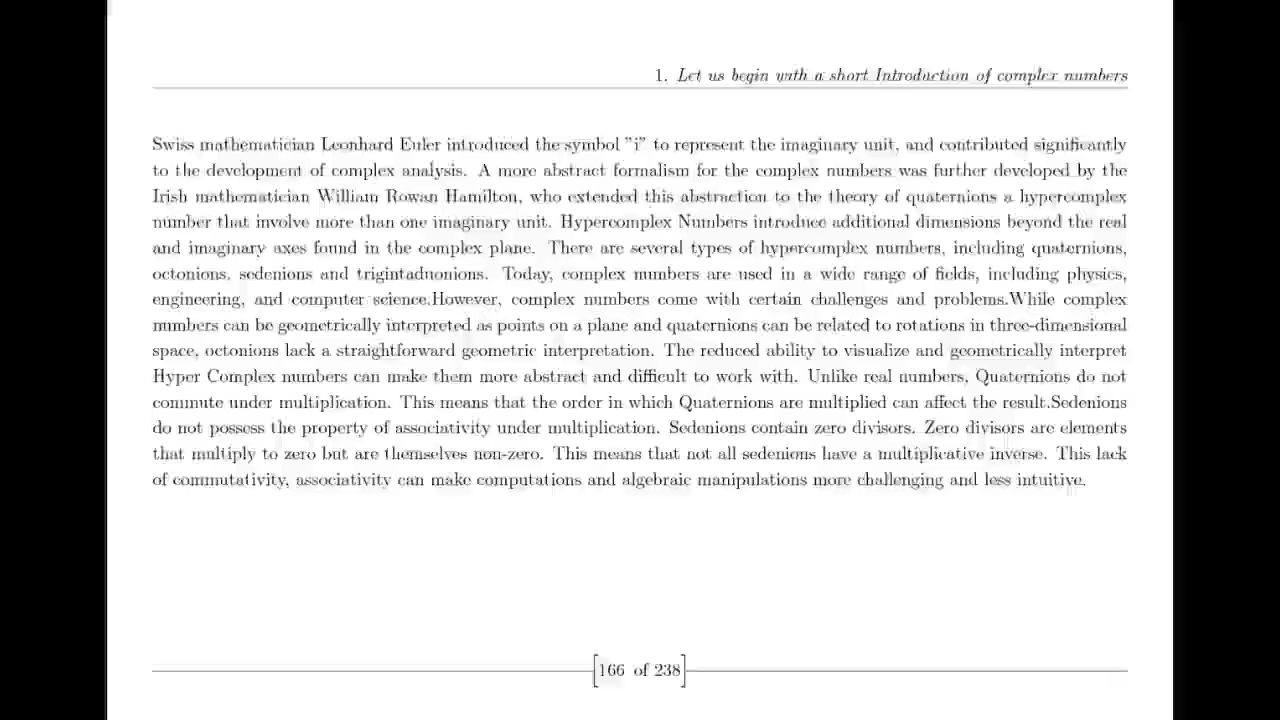 1. Let us begin with a short Introduction of complex numbers
Swiss mathematician Leonhard Euler introduced the symbol "i" to represent the imaginary unit, and contributed significantly
to the development of complex analysis. A more abstract formalism for the complex numbers was further developed by the
Irish mathematician William Rowan Hamilton, who extended this abstraction to the theory of quaternions a hypercomplex
number that involve more than one imaginary unit. Hypercomplex Numbers introduce additional dimensions beyond the real
and imaginary axes found in the complex plane. There are several types of hypercomplex numbers, including quaternions,
octonions, sedenions and trigintaduonions. Today, complex numbers are used in a wide range of fields, including physics,
engineering, and computer science.However, complex numbers come with certain challenges and problems.While complex
numbers can be geometrically interpreted as points on a plane and quaternions can be related to rotations in three-dimensional
space, octonions lack a straightforward geometric interpretation. The reduced ability to visualize and geometrically interpret
Hyper Complex numbers can make them more abstract and difficult to work with. Unlike real numbers, Quaternions do not
commute under multiplication. This means that the order in which Quaternions are multiplied can affect the result.Sedenions
do not possess the property of associativity under multiplication. Sedenions contain zero divisors. Zero divisors are elements
that multiply to zero but are themselves non-zero. This means that not all sedenions have a multiplicative inverse. This lack
of commutativity, associativity can make computations and algebraic manipulations more challenging and less intuitive.
166 of 238